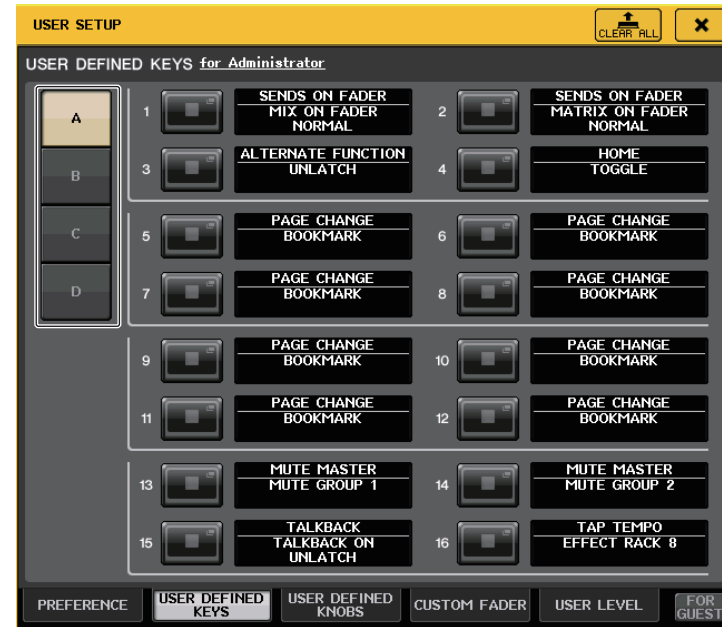 USER SETUP
CLEAR ALL
USER DEFINED KEYS for Administrator
A
B
C
D
1
SENDS ON FADER
MIX ON FADER
NORMAL
2
SENDS ON FADER
MATRIX ON FADER
NORMAL
3
ALTERNATE FUNCTION
UNLATCH
4
HOME
TOGGLE
5
PAGE CHANGE
BOOKMARK
6
PAGE CHANGE
BOOKMARK
7
PAGE CHANGE
BOOKMARK
8
PAGE CHANGE
BOOKMARK
9
PAGE CHANGE
BOOKMARK
10
PAGE CHANGE
BOOKMARK
11
PAGE CHANGE
BOOKMARK
12
PAGE CHANGE
BOOKMARK
13
MUTE MASTER
MUTE GROUP 1
14
MUTE MASTER
MUTE GROUP 2
15
TALKBACK
TALKBACK ON
UNLATCH
16
TAP TEMPO
EFFECT RACK 8
PREFERENCE
USER DEFINED
KEYS
USER DEFINED
KNOBS
CUSTOM FADER
USER LEVEL
FOR
GUEST